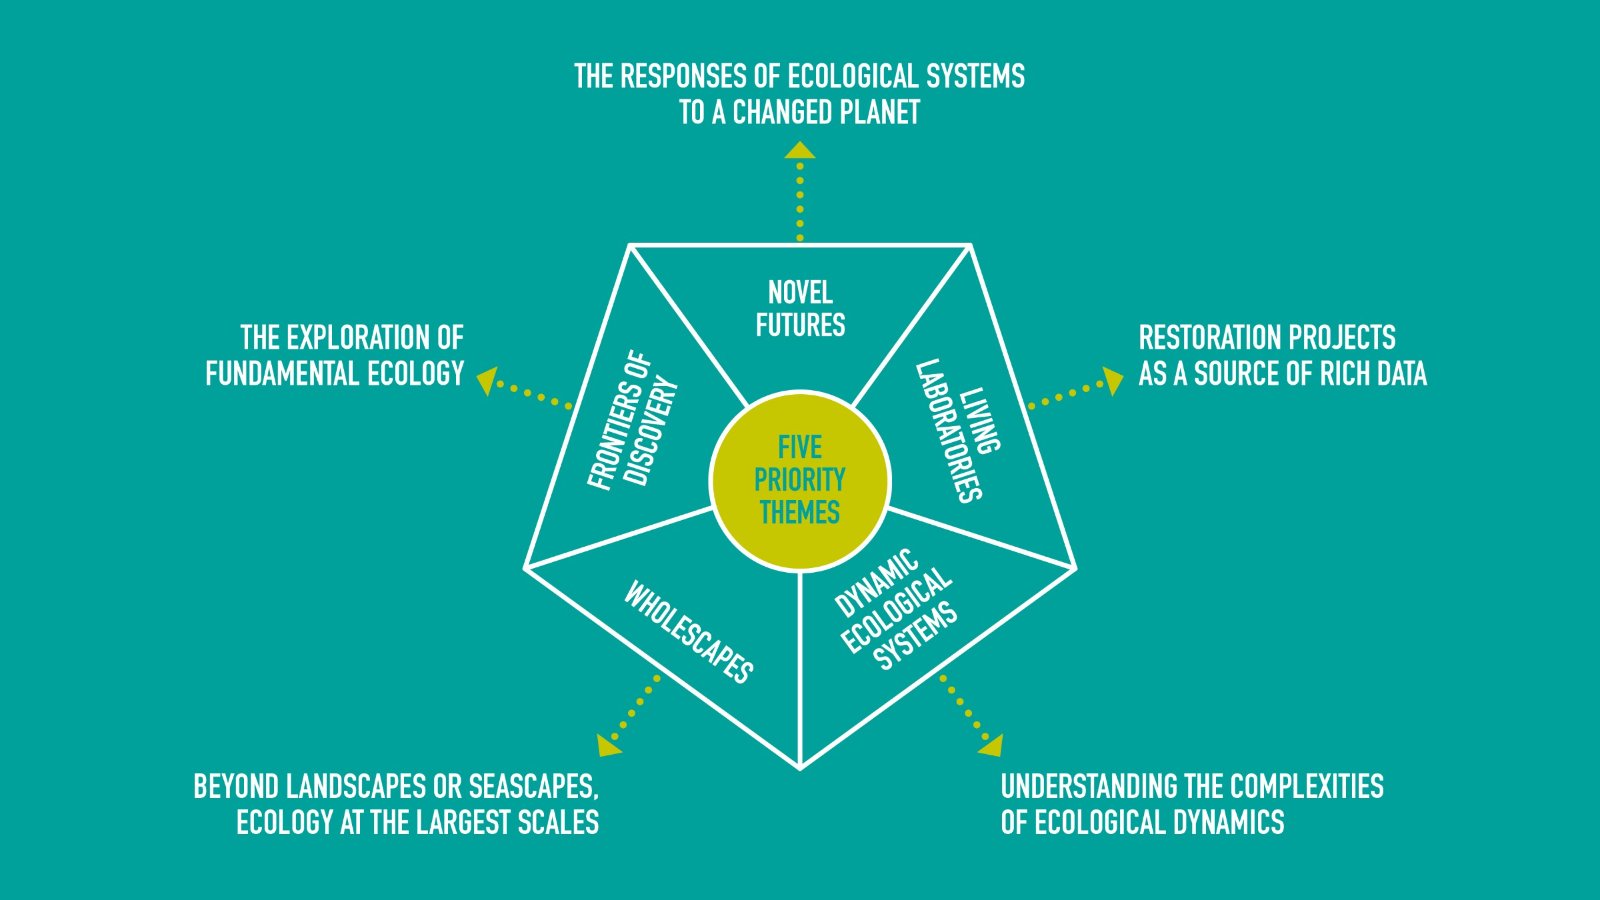 THE RESPONSES OF ECOLOGICAL SYSTEMS
TO A CHANGED PLANET
NOVEL
FUTURES
THE EXPLORATION OF
FUNDAMENTAL ECOLOGY
FRONTIERS OF
DISCOVERY
LIVING
LABORATORIES
RESTORATION PROJECTS
AS A SOURCE OF RICH DATA
FIVE
PRIORITY
THEMES
WHOLESCAPES
DYNAMIC
ECOLOGICAL
SYSTEMS
BEYOND LANDSCAPES OR SEASCAPES,
ECOLOGY AT THE LARGEST SCALES
UNDERSTANDING THE COMPLEXITIES
OF ECOLOGICAL DYNAMICS